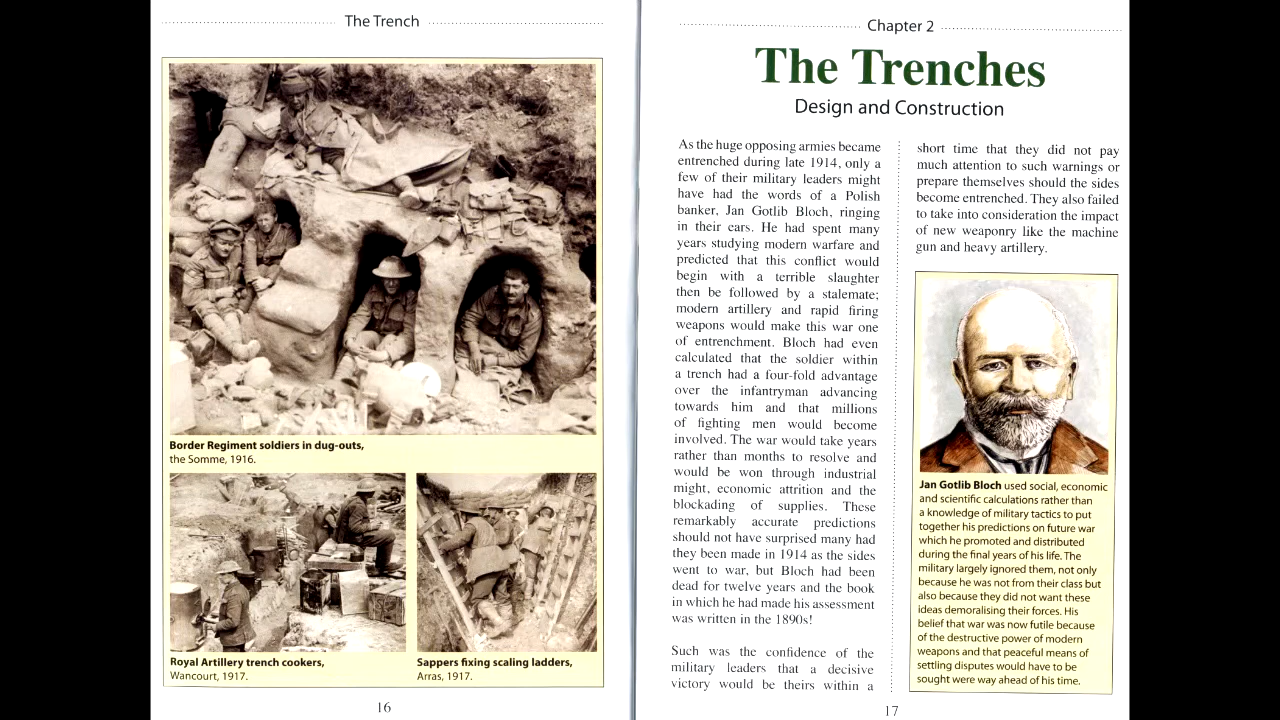 The Trench
Border Regiment soldiers in dug-outs,
the Somme, 1916.
Royal Artillery trench cookers,
Wancourt, 1917.
Sappers fixing scaling ladders,
Arras, 1917.
16
Chapter 2
The Trenches
Design and Construction
As the huge opposing armies became
entrenched during late 1914, only a
few of their military leaders might
have had the words of a Polish
banker, Jan Gotlib Bloch, ringing
in their ears. He had spent many
years studying modern warfare and
predicted that this conflict would
begin with a terrible slaughter
then be followed by a stalemate;
modern artillery and rapid firing
weapons would make this war one
of entrenchment. Bloch had even
calculated that the soldier within
a trench had a four-fold advantage
over the infantryman advancing
towards him and that millions
of fighting men would become
involved. The war would take years
rather than months to resolve and
would be won through industrial
might, economic attrition and the
blockading of supplies. These
remarkably accurate predictions
should not have surprised many had
they been made in 1914 as the sides
went to war, but Bloch had been
dead for twelve years and the book
in which he had made his assessment
was written in the 1890s!
Such was the confidence of the
military leaders that a decisive
victory would be theirs within a
short time that they did not pay
much attention to such warnings or
prepare themselves should the sides
become entrenched. They also failed
to take into consideration the impact
of new weaponry like the machine
gun and heavy artillery.
Jan Gotlib Bloch used social, economic
and scientific calculations rather than
a knowledge of military tactics to put
together his predictions on future war
which he promoted and distributed
during the final years of his life. The
military largely ignored them, not only
because he was not from their class but
also because they did not want these
ideas demoralising their forces. His
belief that war was now futile because
of the destructive power of modern
weapons and that peaceful means of
settling disputes would have to be
sought were way ahead of his time.
17